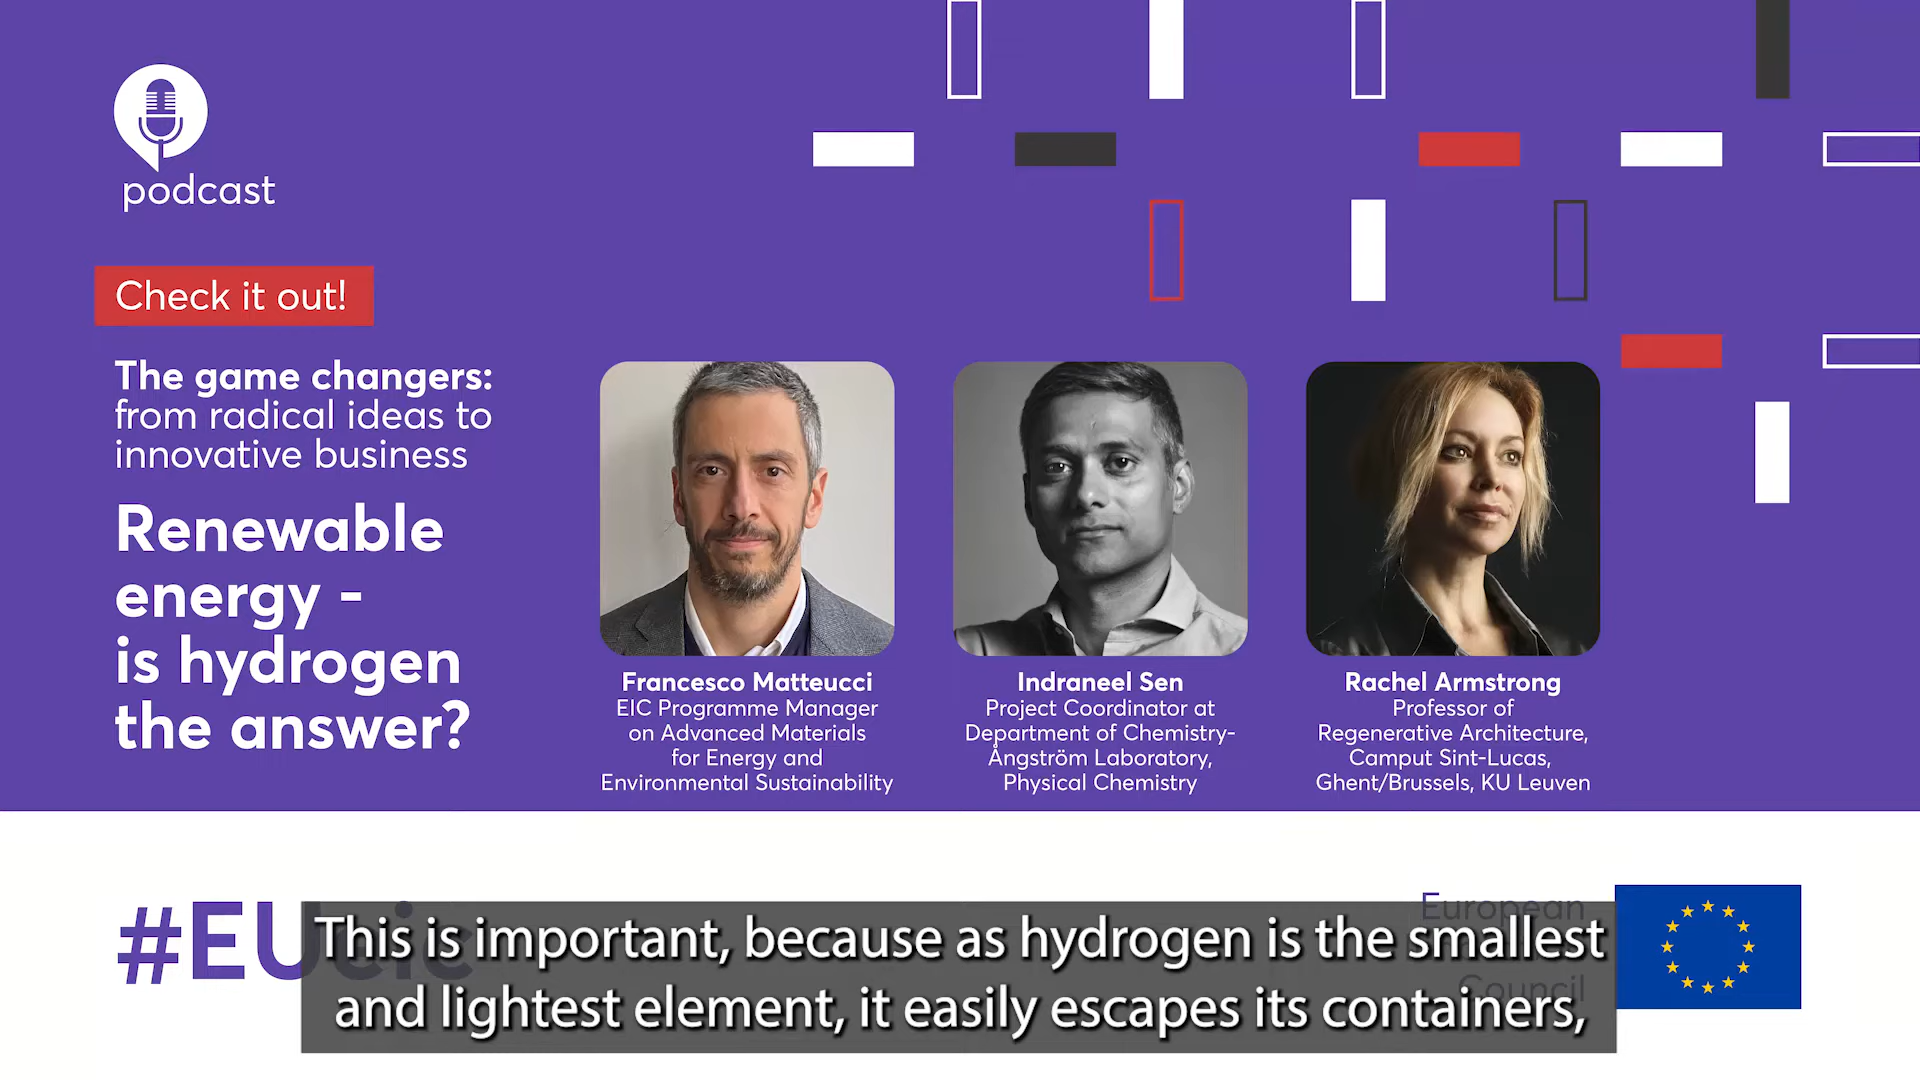 podcast
Check it out!
The game changers:
from radical ideas to
innovative business
Renewable
energy -
is hydrogen
the answer?
Francesco Matteucci
EIC Programme Manager
on Advanced Materials
for Energy and
Environmental Sustainability
Indraneel Sen
Project Coordinator at
Department of Chemistry-
Ångström Laboratory,
Physical Chemistry
Rachel Armstrong
Professor of
Regenerative Architecture,
Camput Sint-Lucas,
Ghent/Brussels, KU Leuven
#EUeic
European
Council
This is important, because as hydrogen is the smallest
and lightest element, it easily escapes its containers,